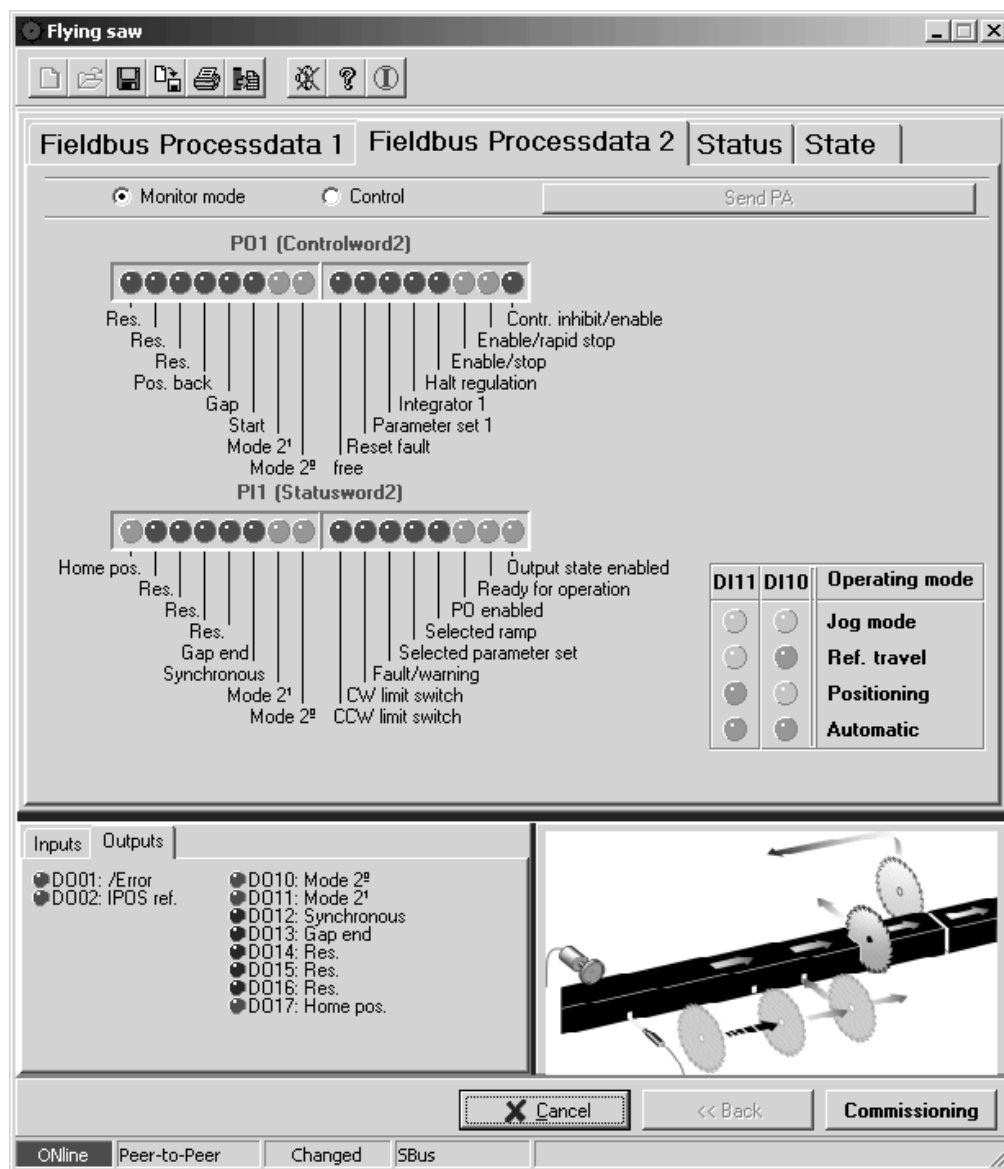 Flying saw
Fieldbus Processdata 1
Fieldbus Processdata 2
Status
State
Monitor mode
Control
Send PA
PO1 (Controlword2)
Res.
Contr. inhibit/enable
Res.
Enable/rapid stop
Res.
Enable/stop
Pos. back
Halt regulation
Gap
Integrator 1
Start
Parameter set 1
Mode 2¹
Reset fault
Mode 2º
free
PI1 (Statusword2)
Home pos.
Output state enabled
Res.
Ready for operation
Res.
PO enabled
Res.
Selected ramp
Gap end
Selected parameter set
Synchronous
Fault/warning
Mode 2¹
CW limit switch
Mode 2º
CCW limit switch
DI11 DI10 Operating mode
Jog mode
Ref. travel
Positioning
Automatic
Inputs
Outputs
DO01: /Error
DO02: IPOS ref.
DO10: Mode 2º
DO11: Mode 2¹
DO12: Synchronous
DO13: Gap end
DO14: Res.
DO15: Res.
DO16: Res.
DO17: Home pos.
Cancel
<< Back
Commissioning
ONline
Peer-to-Peer
Changed
SBus